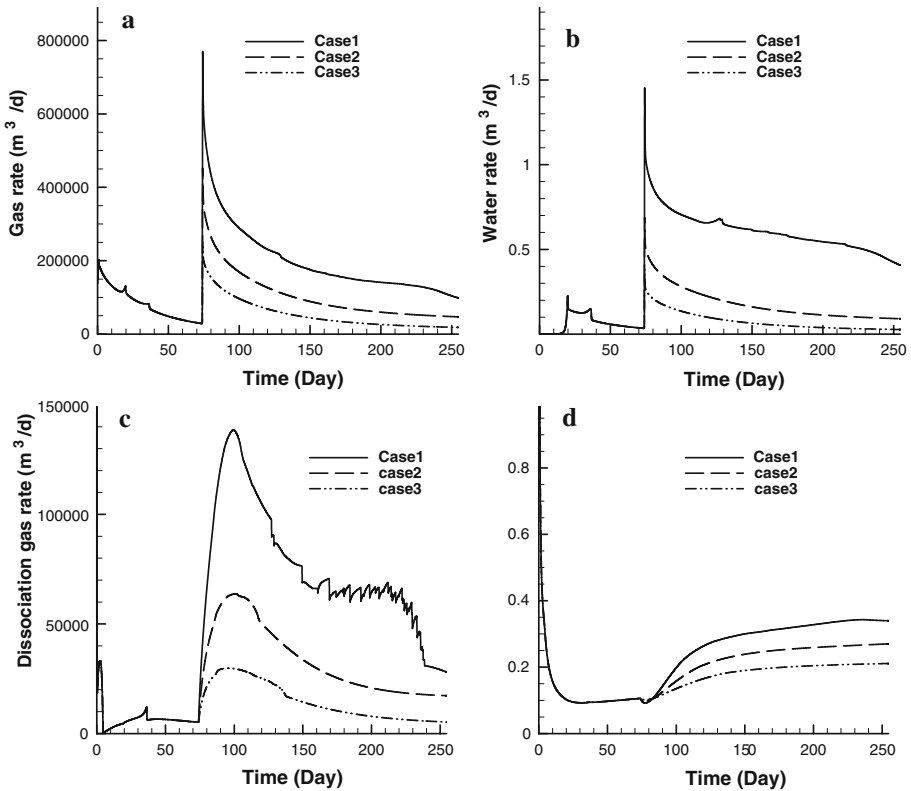 a
Gas rate (m³/d)
800000
600000
400000
200000
0
0 50 100 150 200 250
Time (Day)
Case1
Case2
Case3
b
Water rate (m³/d)
1.5
1
0.5
0
0 50 100 150 200 250
Time (Day)
Case1
Case2
Case3
c
Dissociation gas rate (m³/d)
150000
100000
50000
0
0 50 100 150 200 250
Time (Day)
Case1
case2
case3
d
0.8
0.6
0.4
0.2
0
0 50 100 150 200 250
Time (Day)
Case1
case2
case3